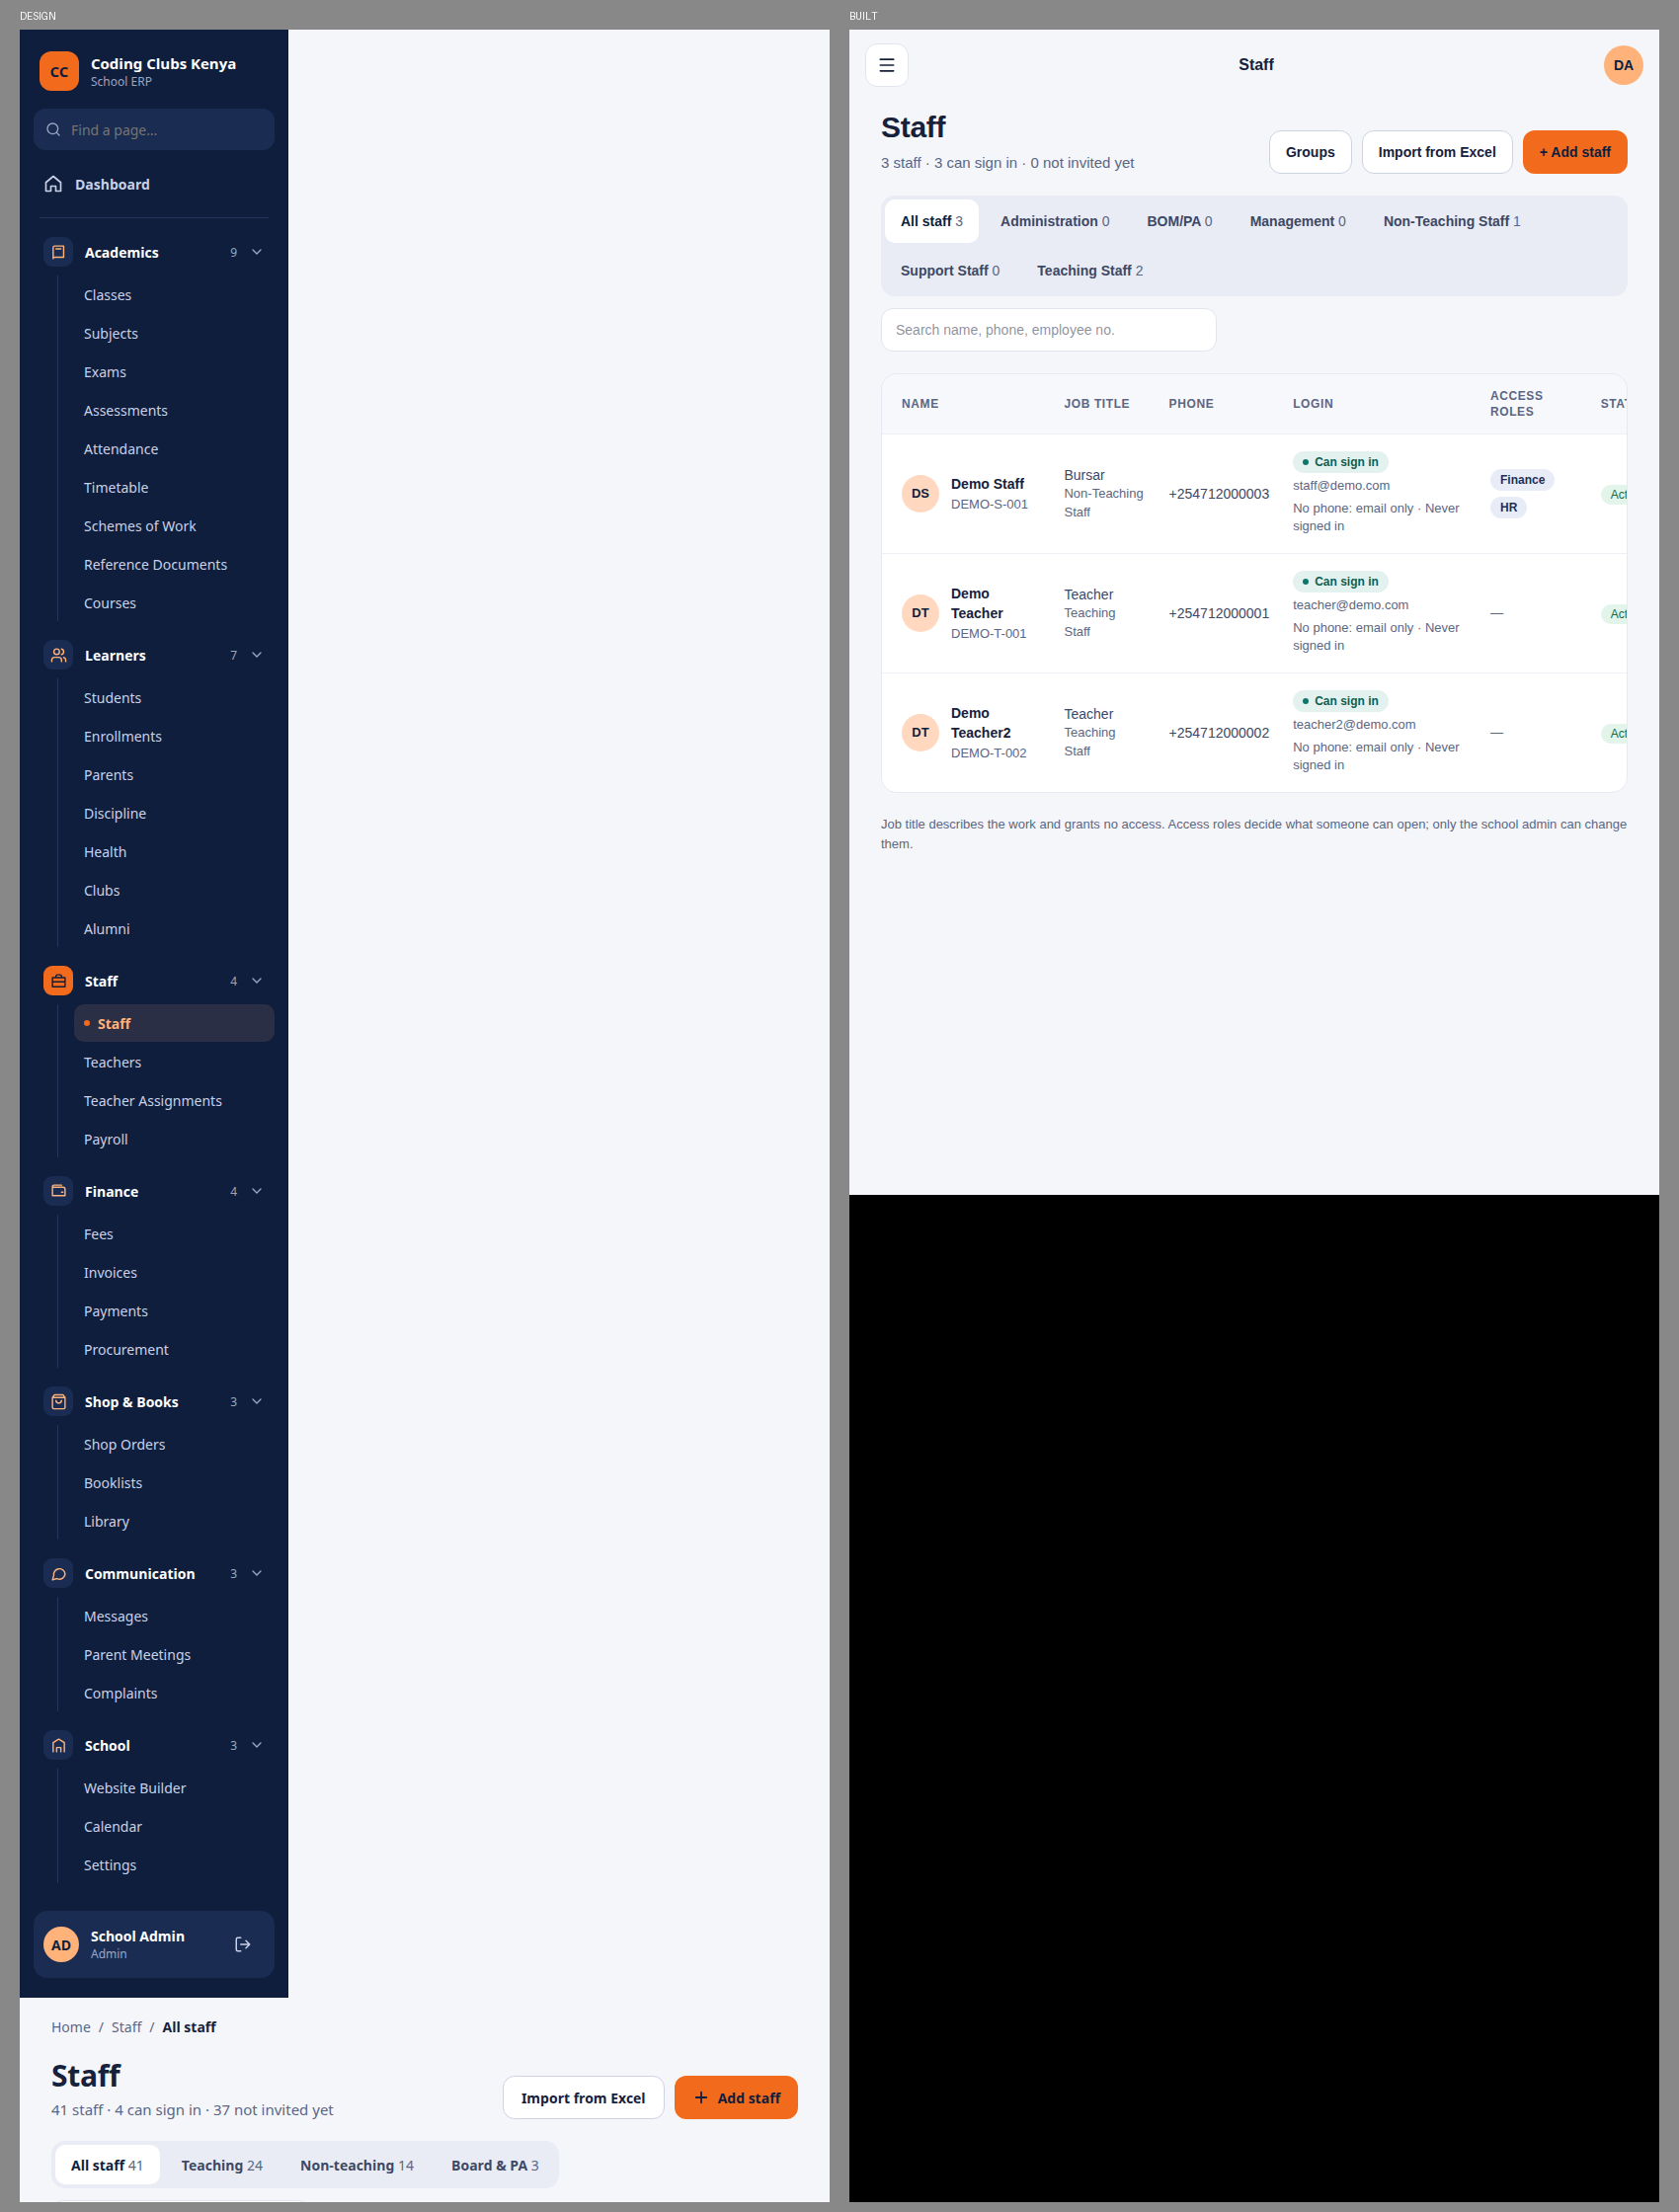 DESIGN
CC
Coding Clubs Kenya
School ERP
Find a page...
Dashboard
Academics 9
Classes
Subjects
Exams
Assessments
Attendance
Timetable
Schemes of Work
Reference Documents
Courses
Learners 7
Students
Enrollments
Parents
Discipline
Health
Clubs
Alumni
Staff 4
Staff
Teachers
Teacher Assignments
Payroll
Finance 4
Fees
Invoices
Payments
Procurement
Shop & Books 3
Shop Orders
Booklists
Library
Communication 3
Messages
Parent Meetings
Complaints
School 3
Website Builder
Calendar
Settings
AD
School Admin
Admin
Home / Staff / All staff
Staff
41 staff · 4 can sign in · 37 not invited yet
Import from Excel
+ Add staff
All staff 41 Teaching 24 Non-teaching 14 Board & PA 3
BUILT
Staff
DA
Staff
3 staff · 3 can sign in · 0 not invited yet
Groups
Import from Excel
+ Add staff
All staff 3 Administration 0 BOM/PA 0 Management 0 Non-Teaching Staff 1
Support Staff 0 Teaching Staff 2
Search name, phone, employee no.
NAME JOB TITLE PHONE LOGIN ACCESS ROLES STAT
DS
Demo Staff
DEMO-S-001
Bursar
Non-Teaching
Staff
+254712000003
Can sign in
staff@demo.com
No phone: email only · Never
signed in
Finance
HR
Act
DT
Demo
Teacher
DEMO-T-001
Teacher
Teaching
Staff
+254712000001
Can sign in
teacher@demo.com
No phone: email only · Never
signed in
—
Act
DT
Demo
Teacher2
DEMO-T-002
Teacher
Teaching
Staff
+254712000002
Can sign in
teacher2@demo.com
No phone: email only · Never
signed in
—
Act
Job title describes the work and grants no access. Access roles decide what someone can open; only the school admin can change
them.